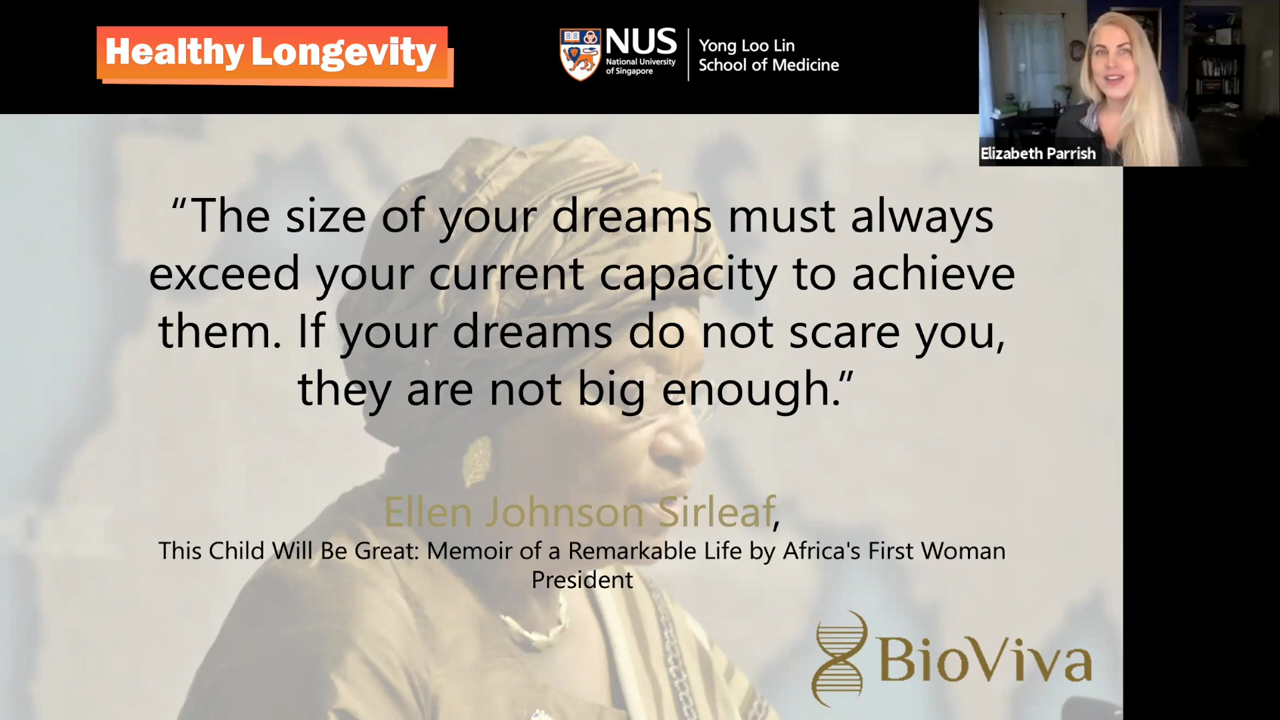 Healthy Longevity
NUS
National University
of Singapore
Yong Loo Lin
School of Medicine
Elizabeth Parrish
“The size of your dreams must always
exceed your current capacity to achieve
them. If your dreams do not scare you,
they are not big enough.”
Ellen Johnson Sirleaf,
This Child Will Be Great: Memoir of a Remarkable Life by Africa's First Woman
President
BioViva